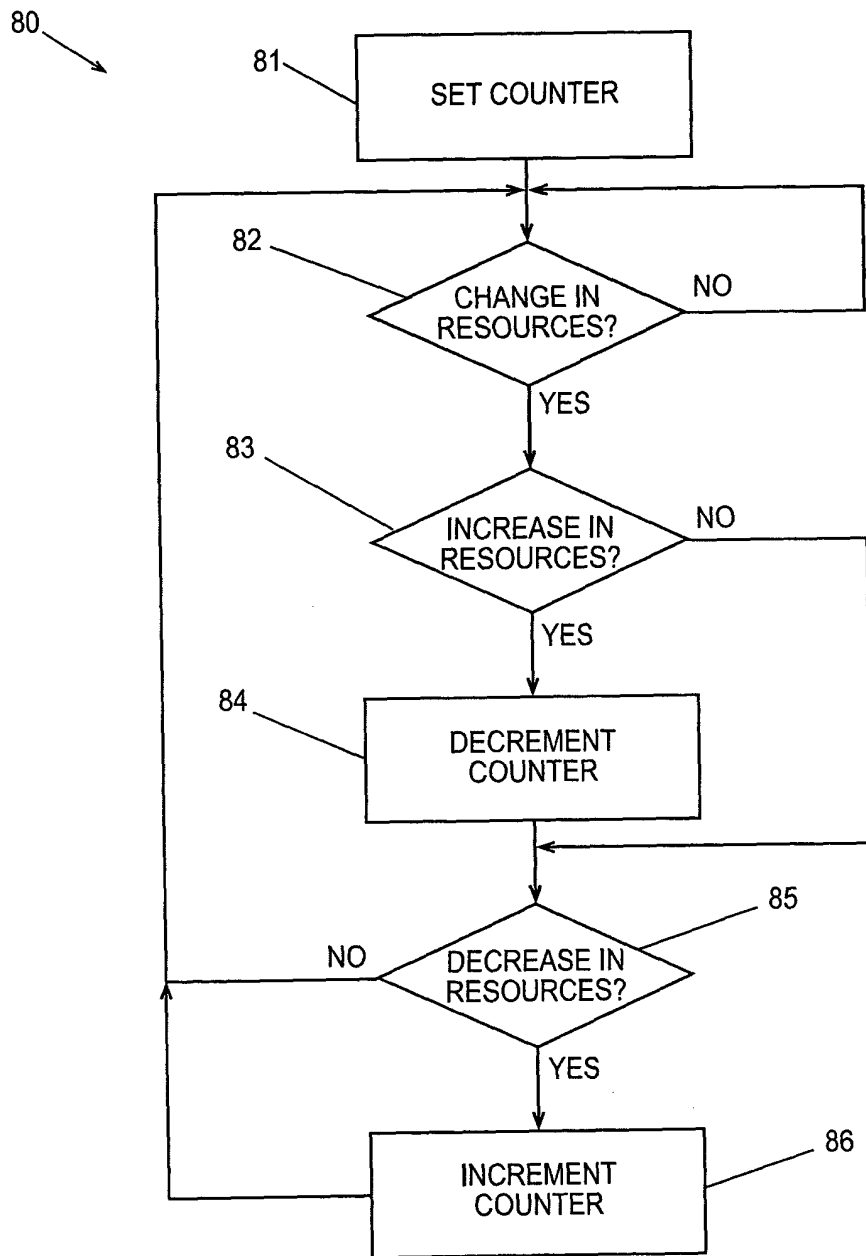 80
81
SET COUNTER
82
CHANGE IN
RESOURCES?
NO
YES
83
INCREASE IN
RESOURCES?
NO
YES
84
DECREMENT
COUNTER
85
NO
DECREASE IN
RESOURCES?
YES
86
INCREMENT
COUNTER